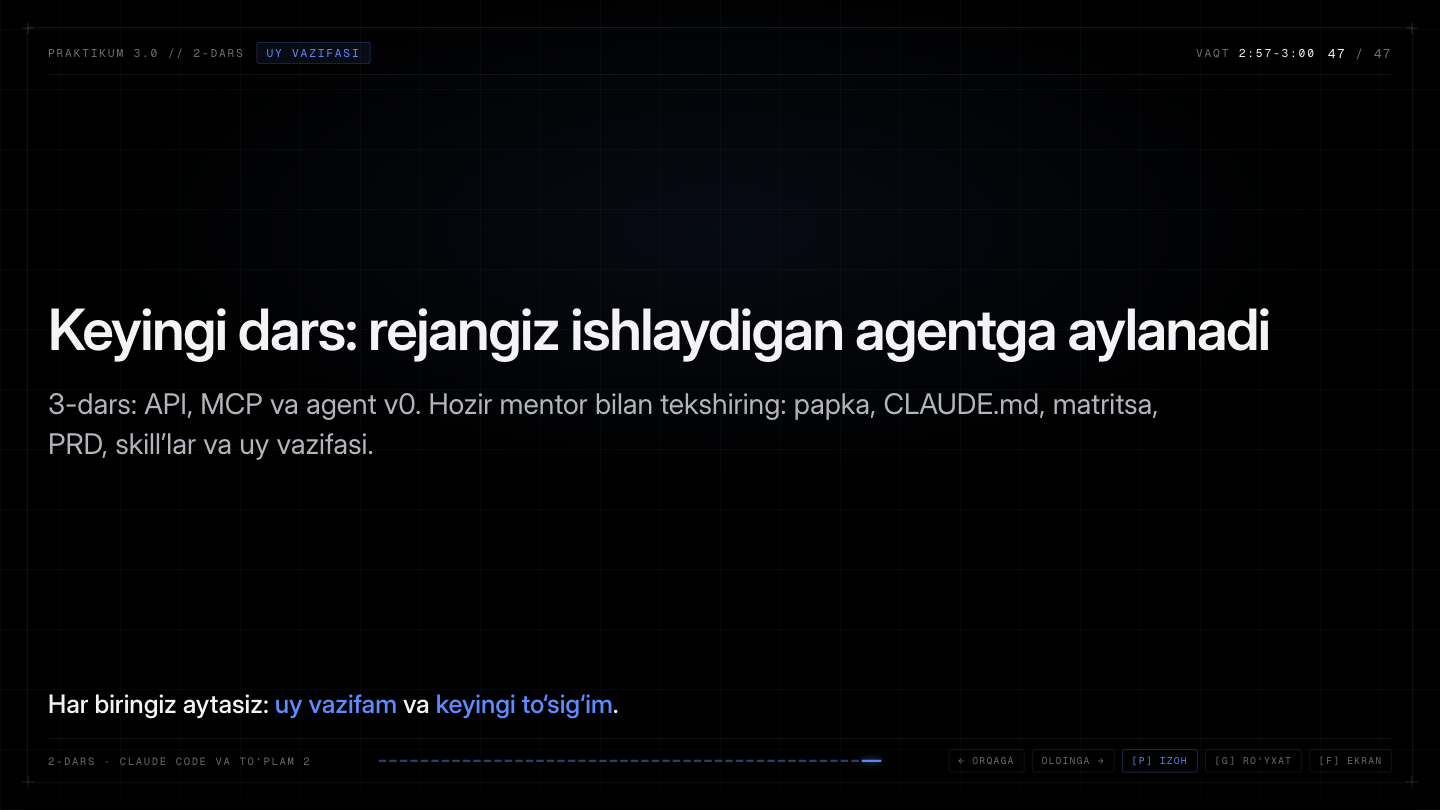 PRAKTIKUM 3.0 // 2-DARS UY VAZIFASI
VAQT 2:57-3:00 47 / 47
Keyingi dars: rejangiz ishlaydigan agentga aylanadi
3-dars: API, MCP va agent v0. Hozir mentor bilan tekshiring: papka, CLAUDE.md, matritsa,
PRD, skill’lar va uy vazifasi.
Har biringiz aytasiz: uy vazifam va keyingi to‘sig‘im.
2-DARS · CLAUDE CODE VA TO‘PLAM 2
← ORQAGA OLDINGA → [P] IZOH [G] RO‘YXAT [F] EKRAN